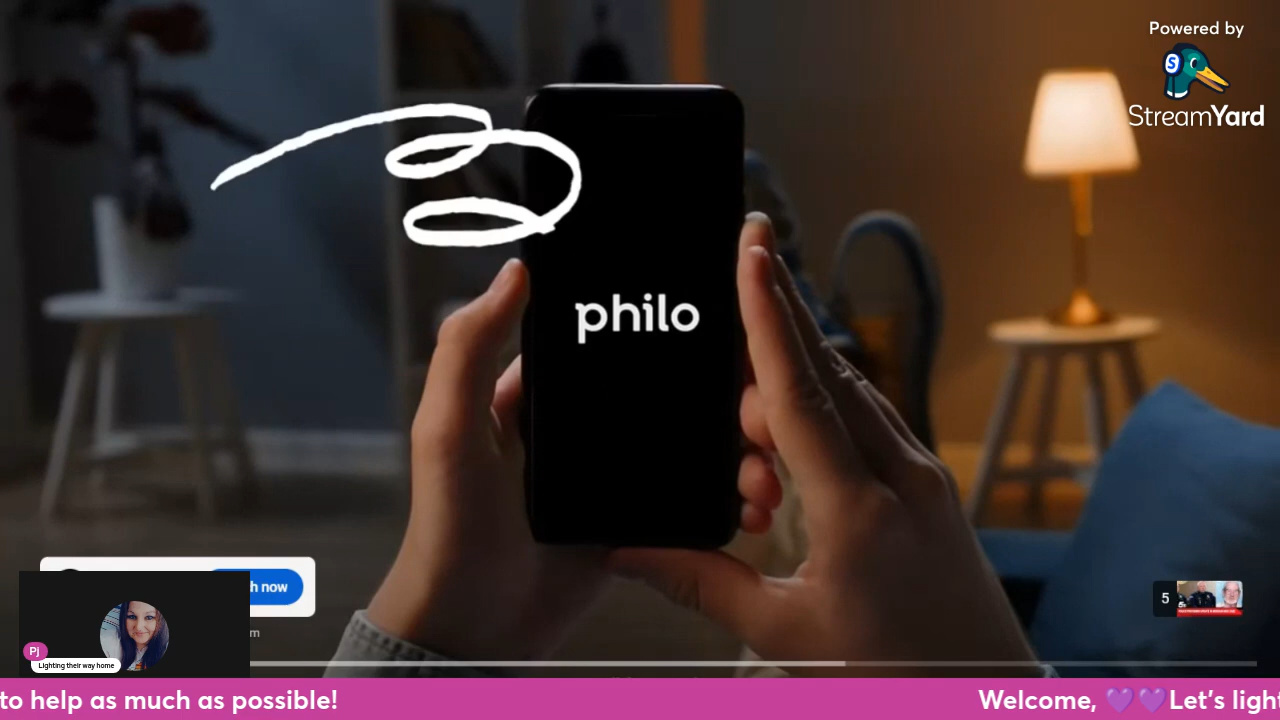 Powered by
StreamYard
S
philo
h now
5
m
Pj
Lighting their way home
to help as much as possible!
Welcome, 💜💜Let's light